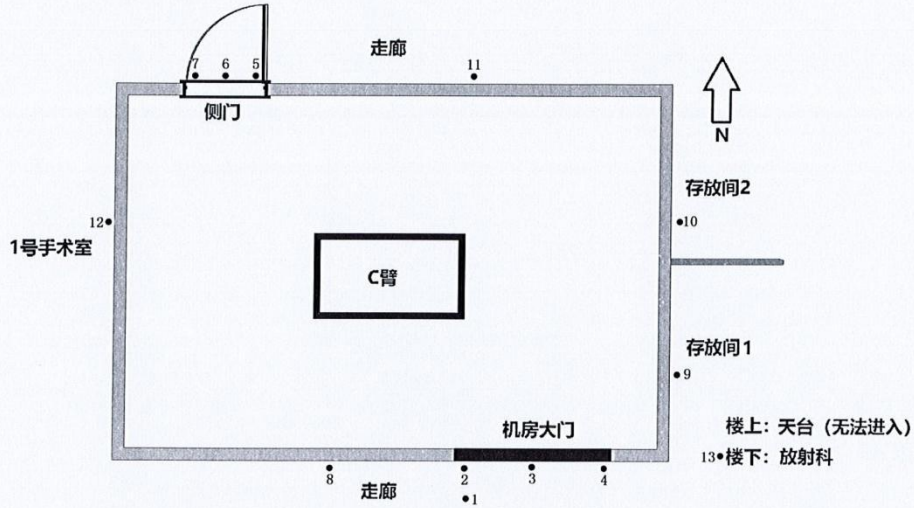 走廊
11
7 6 5
侧门
N
存放间2
12
10
1号手术室
C臂
存放间1
9
机房大门
楼上：天台（无法进入）
13 楼下：放射科
8 2 3 4
走廊
1